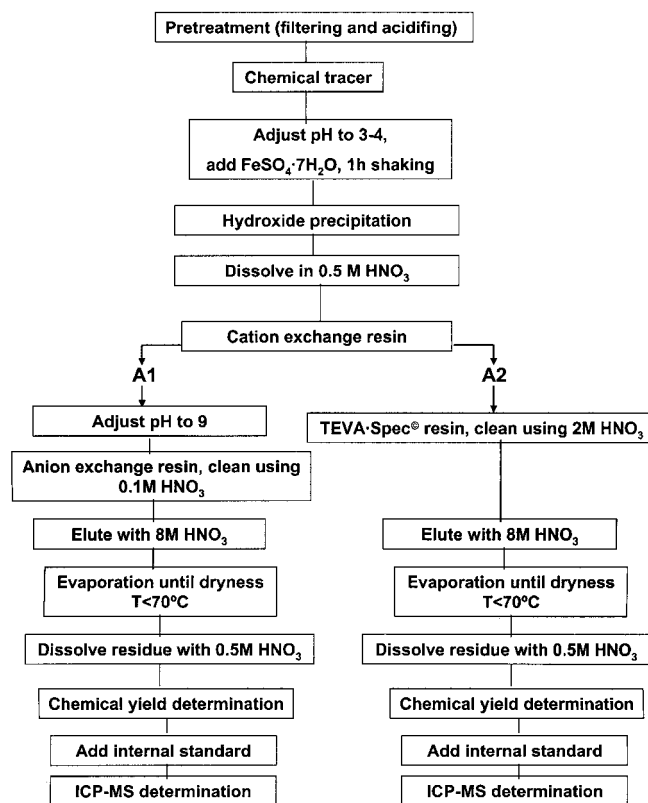 Pretreatment (filtering and acidifing)
Chemical tracer
Adjust pH to 3-4,
add FeSO₄·7H₂O, 1h shaking
Hydroxide precipitation
Dissolve in 0.5 M HNO₃
Cation exchange resin
A1
Adjust pH to 9
Anion exchange resin, clean using
0.1M HNO₃
Elute with 8M HNO₃
Evaporation until dryness
T<70ºC
Dissolve residue with 0.5M HNO₃
Chemical yield determination
Add internal standard
ICP-MS determination
A2
TEVA·Spec© resin, clean using 2M HNO₃
Elute with 8M HNO₃
Evaporation until dryness
T<70ºC
Dissolve residue with 0.5M HNO₃
Chemical yield determination
Add internal standard
ICP-MS determination